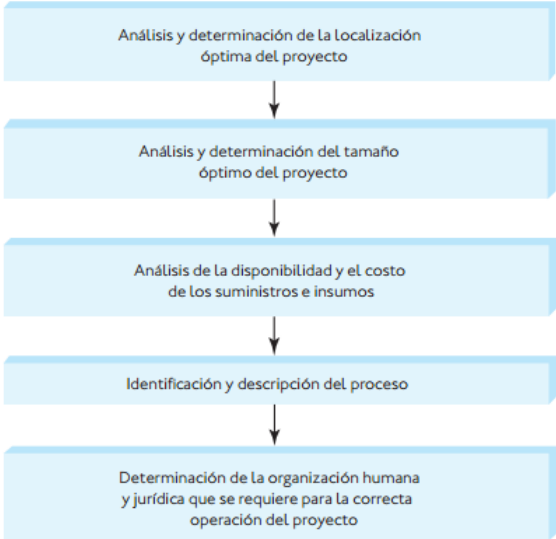 Análisis y determinación de la localización
óptima del proyecto
Análisis y determinación del tamaño
óptimo del proyecto
Análisis de la disponibilidad y el costo
de los suministros e insumos
Identificación y descripción del proceso
Determinación de la organización humana
y jurídica que se requiere para la correcta
operación del proyecto